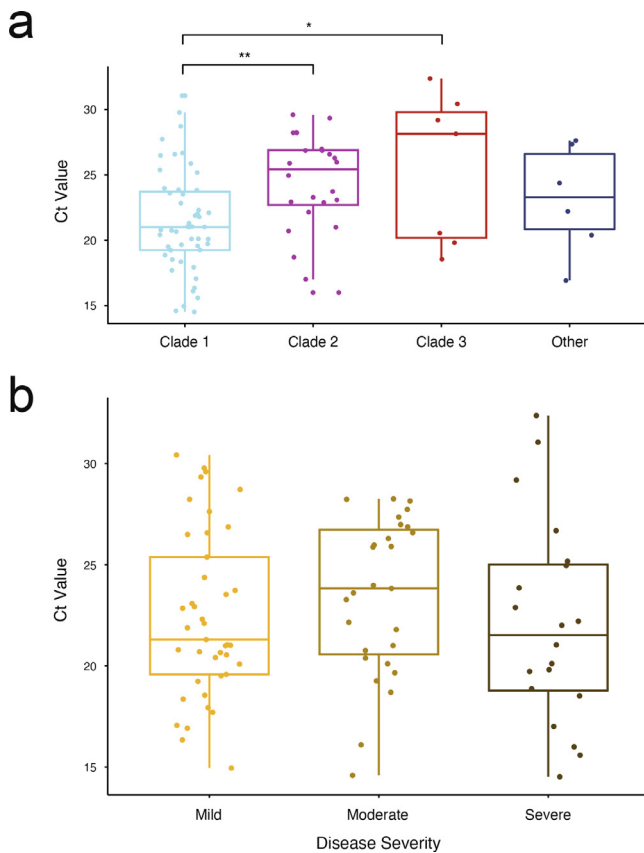 a
*
**
30
25
20
15
Ct Value
Clade 1 Clade 2 Clade 3 Other
b
30
25
20
15
Ct Value
Mild Moderate Severe
Disease Severity